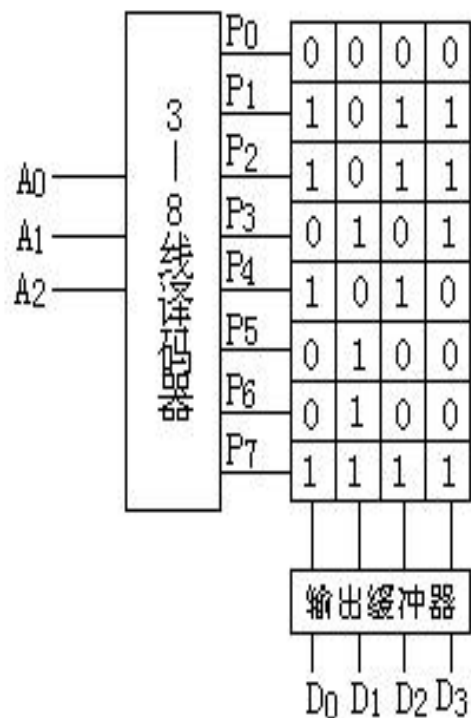 P0 0 0 0 0
P1 1 0 1 1
P2 1 0 1 1
P3 0 1 0 1
P4 1 0 1 0
P5 0 1 0 0
P6 0 1 0 0
P7 1 1 1 1
A0
A1
A2
3—8线译码器
输出缓冲器
D0 D1 D2 D3